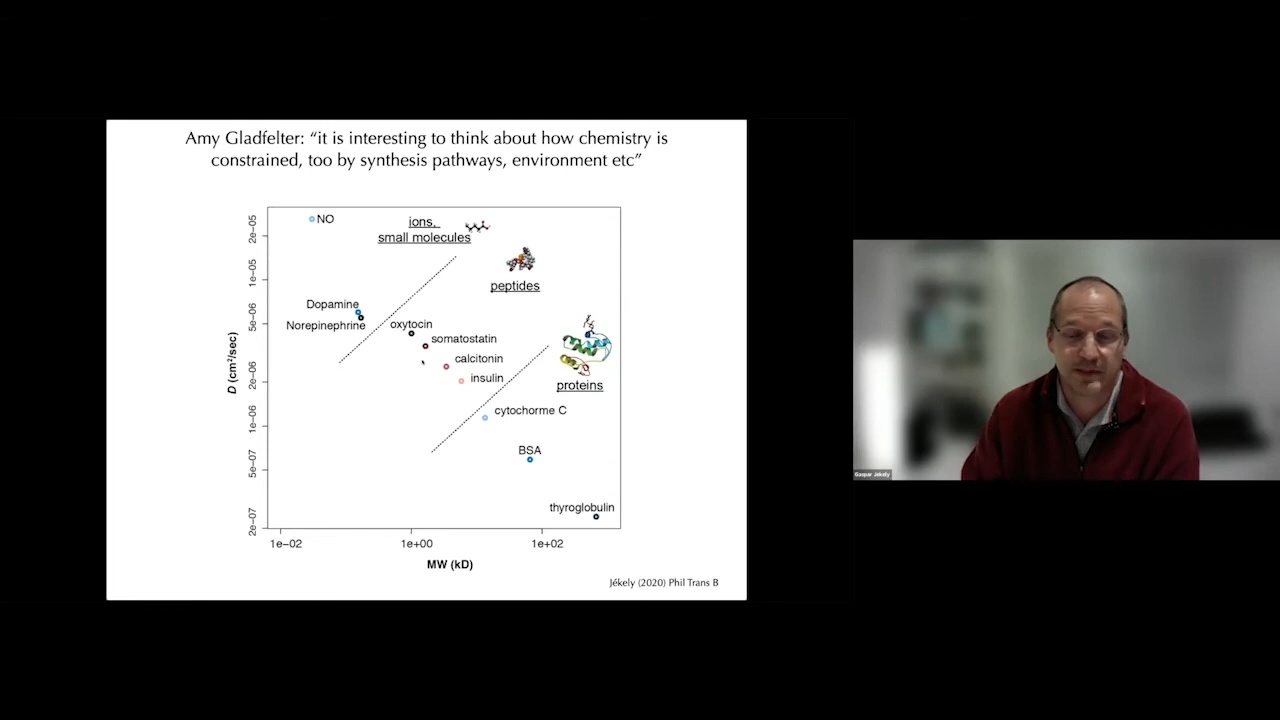 Amy Gladfelter: “it is interesting to think about how chemistry is
constrained, too by synthesis pathways, environment etc”
NO
ions,
small molecules
peptides
Dopamine
Norepinephrine
oxytocin
somatostatin
calcitonin
insulin
proteins
cytochorme C
BSA
thyroglobulin
D (cm²/sec)
2e−05
1e−05
5e−06
2e−06
1e−06
5e−07
2e−07
1e−02
1e+00
1e+02
MW (kD)
Jékely (2020) Phil Trans B
Gaspar Jekely